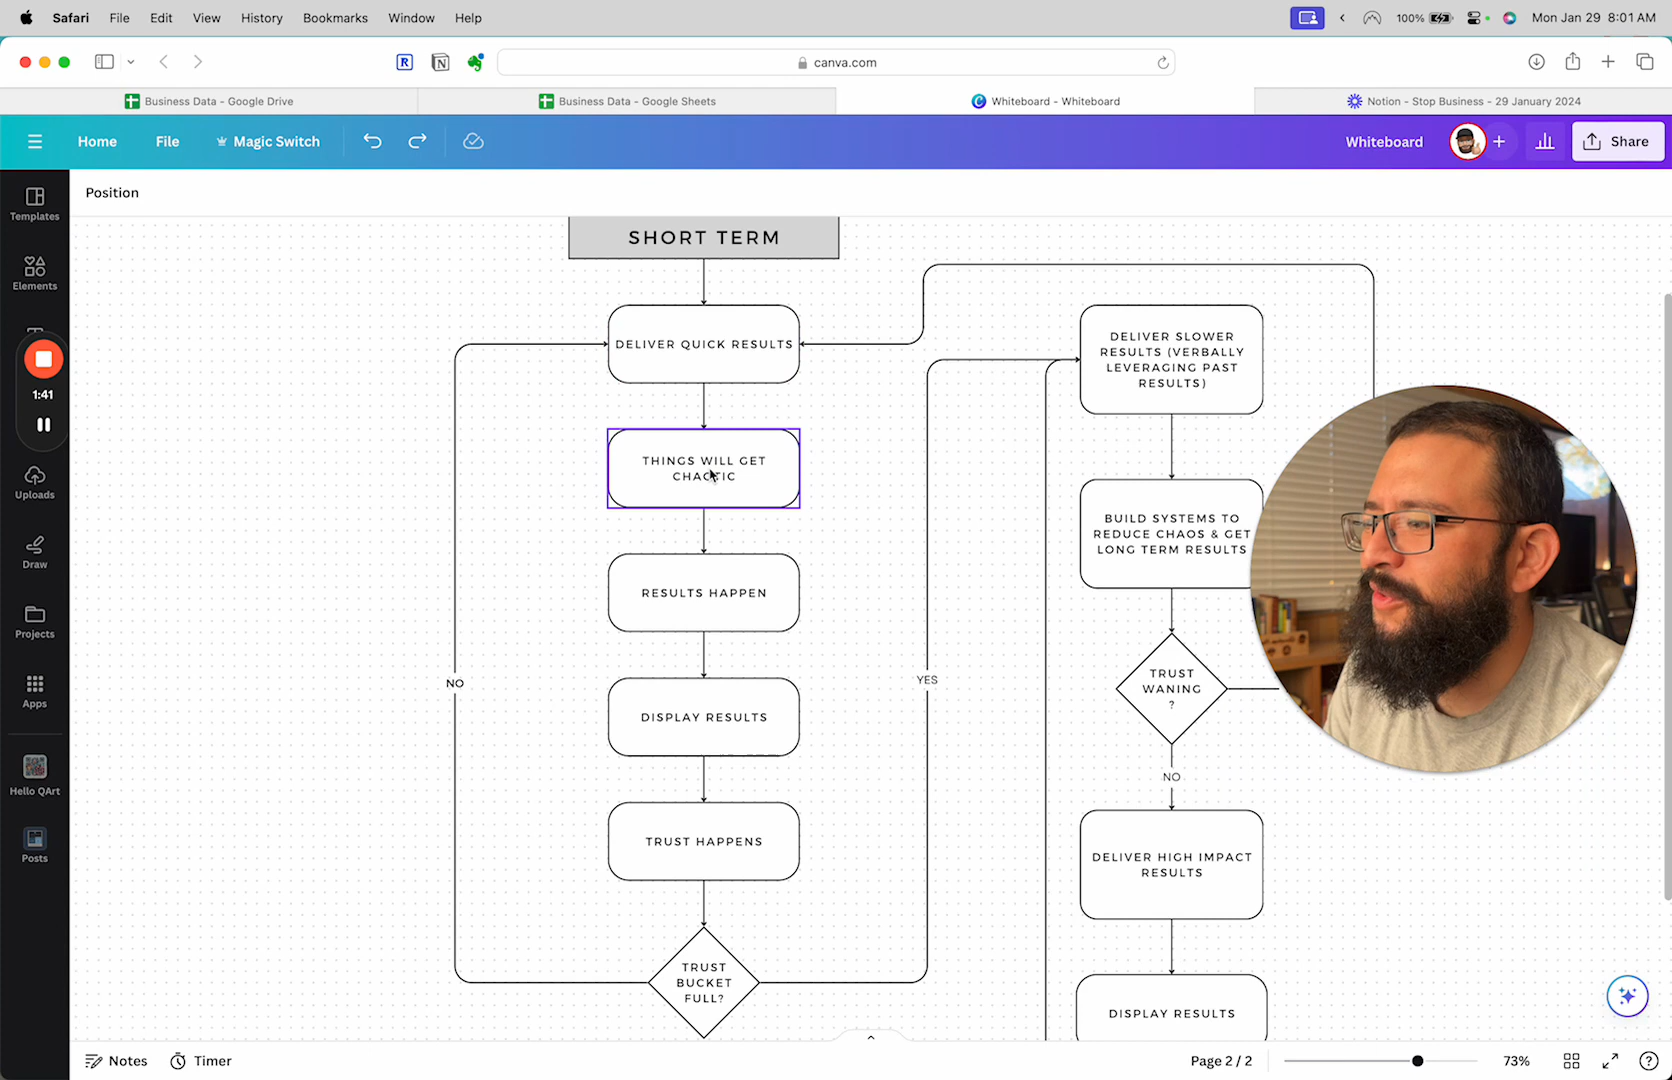 Safari File Edit View History Bookmarks Window Help 100% Mon Jan 29 8:01 AM
canva.com
Business Data - Google Drive
Business Data - Google Sheets
Whiteboard - Whiteboard
Notion - Stop Business - 29 January 2024
Home File Magic Switch Whiteboard Share
Position
Templates
Elements
1:41
Uploads
Draw
Projects
Apps
Hello QArt
Posts
SHORT TERM
DELIVER QUICK RESULTS
THINGS WILL GET
CHAOTIC
RESULTS HAPPEN
DISPLAY RESULTS
TRUST HAPPENS
TRUST
BUCKET
FULL?
NO
YES
DELIVER SLOWER
RESULTS (VERBALLY
LEVERAGING PAST
RESULTS)
BUILD SYSTEMS TO
REDUCE CHAOS & GET
LONG TERM RESULTS
TRUST
WANING
?
NO
DELIVER HIGH IMPACT
RESULTS
DISPLAY RESULTS
Notes Timer Page 2 / 2 73%